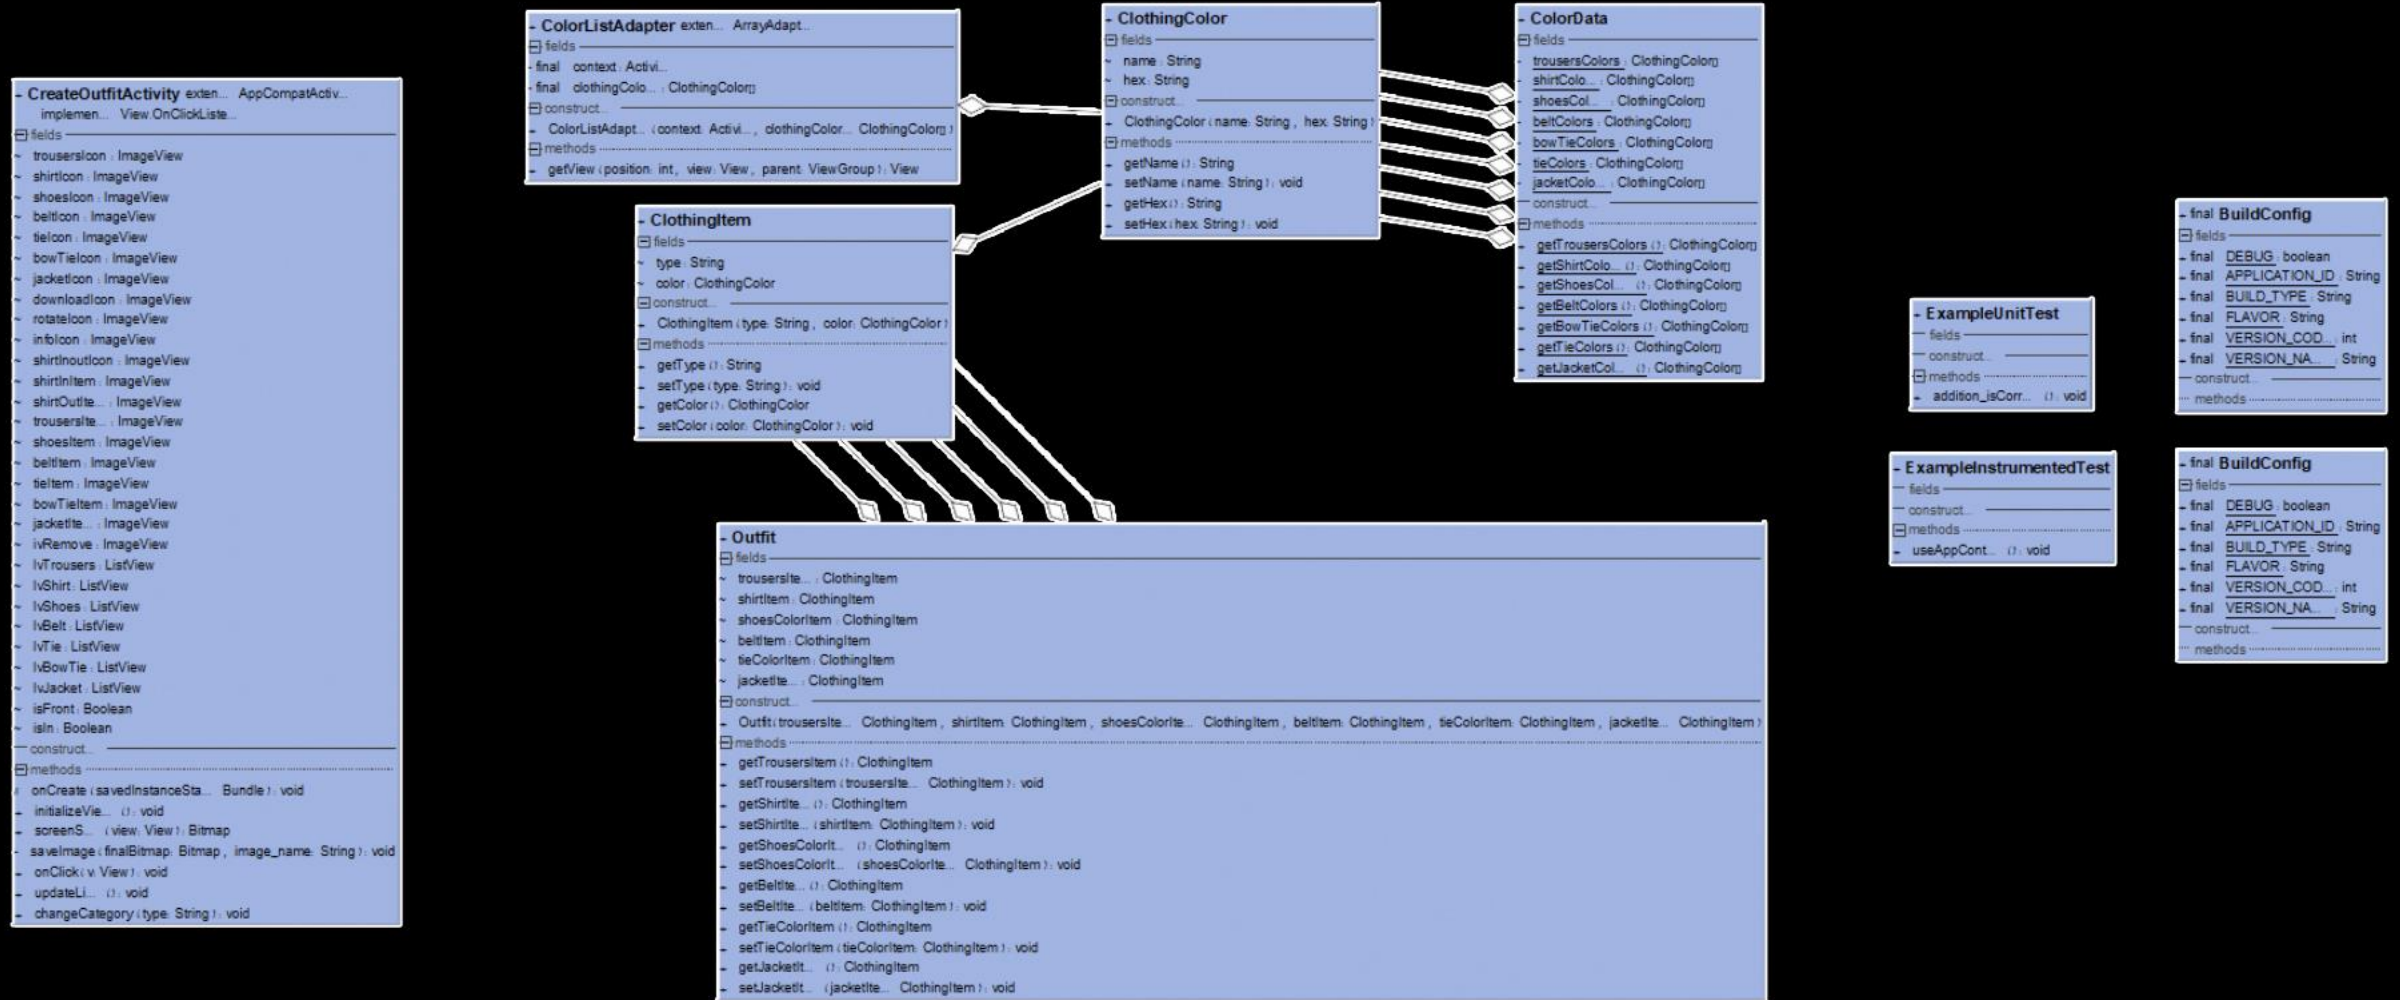 - CreateOutfitActivity exten... AppCompatActiv...
implemen... View.OnClickListe...
fields
~ trousersIcon : ImageView
~ shirtIcon : ImageView
~ shoesIcon : ImageView
~ beltIcon : ImageView
~ tieIcon : ImageView
~ bowTieIcon : ImageView
~ jacketIcon : ImageView
~ downloadIcon : ImageView
~ rotateIcon : ImageView
~ infoIcon : ImageView
~ shirtInoutIcon : ImageView
~ shirtInItem : ImageView
~ shirtOutIte... : ImageView
~ trousersIte... : ImageView
~ shoesItem : ImageView
~ beltItem : ImageView
~ tieItem : ImageView
~ bowTieItem : ImageView
~ jacketIte... : ImageView
~ ivRemove : ImageView
~ lvTrousers : ListView
~ lvShirt : ListView
~ lvShoes : ListView
~ lvBelt : ListView
~ lvTie : ListView
~ lvBowTie : ListView
~ lvJacket : ListView
~ isFront : Boolean
~ isIn : Boolean
construct...
methods
# onCreate (savedInstanceSta... Bundle) : void
+ initializeVie... () : void
+ screenS... (view: View) : Bitmap
- saveImage (finalBitmap: Bitmap, image_name: String) : void
+ onClick (v: View) : void
+ updateLi... () : void
+ changeCategory (type: String) : void
- ColorListAdapter exten... ArrayAdapt...
fields
- final context : Activi...
- final clothingColo... : ClothingColor[]
construct...
+ ColorListAdapt... (context: Activi..., clothingColor... ClothingColor[])
methods
+ getView (position: int, view: View, parent: ViewGroup) : View
- ClothingItem
fields
~ type : String
~ color : ClothingColor
construct...
+ ClothingItem (type: String, color: ClothingColor)
methods
+ getType () : String
+ setType (type: String) : void
+ getColor () : ClothingColor
+ setColor (color: ClothingColor) : void
- ClothingColor
fields
~ name : String
~ hex : String
construct...
+ ClothingColor (name: String, hex: String)
methods
+ getName () : String
+ setName (name: String) : void
+ getHex () : String
+ setHex (hex: String) : void
- ColorData
fields
- trousersColors : ClothingColor[]
- shirtColo... : ClothingColor[]
- shoesCol... : ClothingColor[]
- beltColors : ClothingColor[]
- bowTieColors : ClothingColor[]
- tieColors : ClothingColor[]
- jacketColo... : ClothingColor[]
construct...
methods
+ getTrousersColors () : ClothingColor[]
+ getShirtColo... () : ClothingColor[]
+ getShoesCol... () : ClothingColor[]
+ getBeltColors () : ClothingColor[]
+ getBowTieColors () : ClothingColor[]
+ getTieColors () : ClothingColor[]
+ getJacketCol... () : ClothingColor[]
- Outfit
fields
~ trousersIte... : ClothingItem
~ shirtItem : ClothingItem
~ shoesColorItem : ClothingItem
~ beltItem : ClothingItem
~ tieColorItem : ClothingItem
~ jacketIte... : ClothingItem
construct...
+ Outfit (trousersIte... ClothingItem, shirtItem: ClothingItem, shoesColorIte... ClothingItem, beltItem: ClothingItem, tieColorItem: ClothingItem, jacketIte... ClothingItem)
methods
+ getTrousersItem () : ClothingItem
+ setTrousersItem (trousersIte... ClothingItem) : void
+ getShirtIte... () : ClothingItem
+ setShirtIte... (shirtItem: ClothingItem) : void
+ getShoesColorIt... () : ClothingItem
+ setShoesColorIt... (shoesColorIte... ClothingItem) : void
+ getBeltIte... () : ClothingItem
+ setBeltIte... (beltItem: ClothingItem) : void
+ getTieColorItem () : ClothingItem
+ setTieColorItem (tieColorItem: ClothingItem) : void
+ getJacketIt... () : ClothingItem
+ setJacketIt... (jacketIte... ClothingItem) : void
- ExampleUnitTest
fields
construct...
methods
+ addition_isCorr... () : void
- ExampleInstrumentedTest
fields
construct...
methods
+ useAppCont... () : void
- final BuildConfig
fields
+ final DEBUG : boolean
+ final APPLICATION_ID : String
+ final BUILD_TYPE : String
+ final FLAVOR : String
+ final VERSION_COD... : int
+ final VERSION_NA... : String
construct...
methods
- final BuildConfig
fields
+ final DEBUG : boolean
+ final APPLICATION_ID : String
+ final BUILD_TYPE : String
+ final FLAVOR : String
+ final VERSION_COD... : int
+ final VERSION_NA... : String
construct...
methods